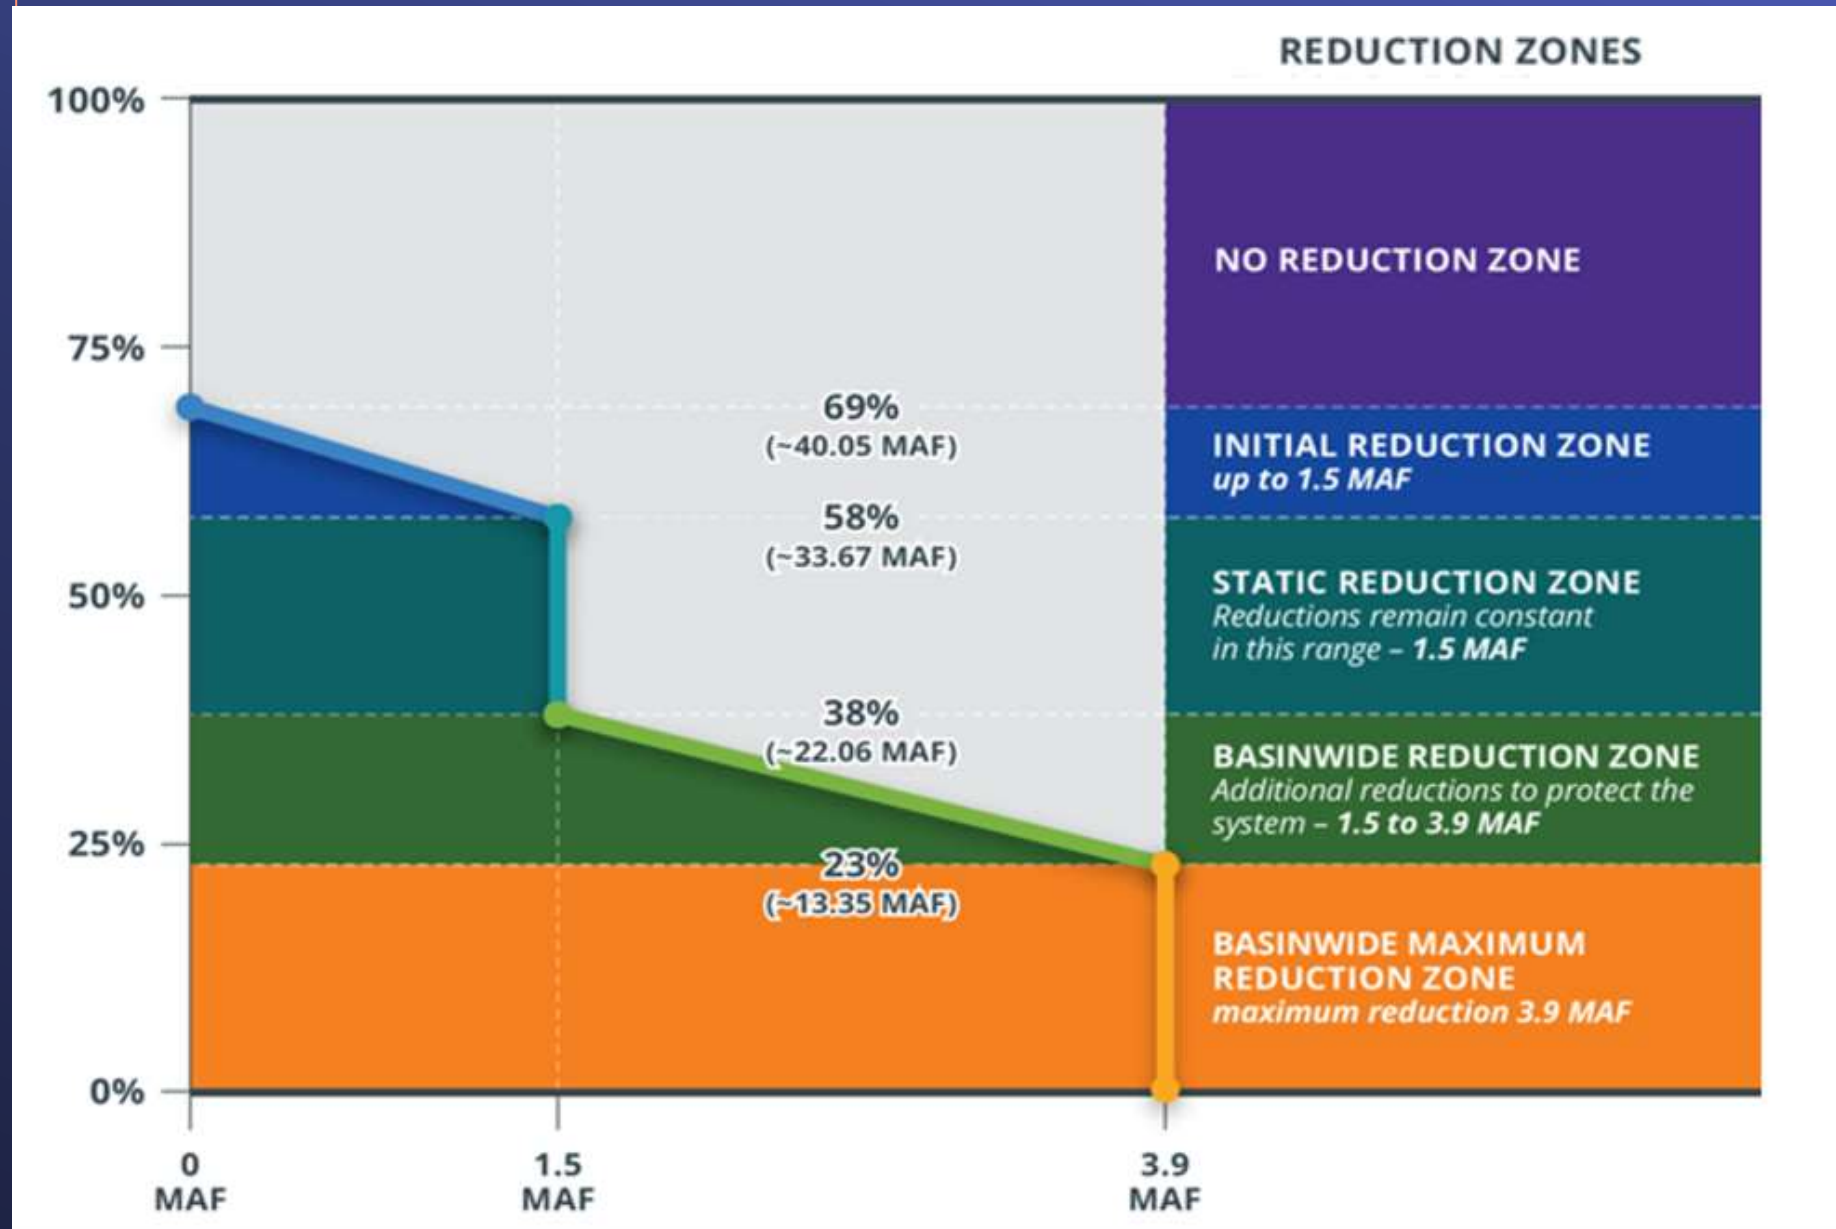 REDUCTION ZONES
100%
75%
50%
25%
0%
69%
(~40.05 MAF)
58%
(~33.67 MAF)
38%
(~22.06 MAF)
23%
(~13.35 MAF)
NO REDUCTION ZONE
INITIAL REDUCTION ZONE
up to 1.5 MAF
STATIC REDUCTION ZONE
Reductions remain constant
in this range – 1.5 MAF
BASINWIDE REDUCTION ZONE
Additional reductions to protect the
system – 1.5 to 3.9 MAF
BASINWIDE MAXIMUM
REDUCTION ZONE
maximum reduction 3.9 MAF
0
MAF
1.5
MAF
3.9
MAF